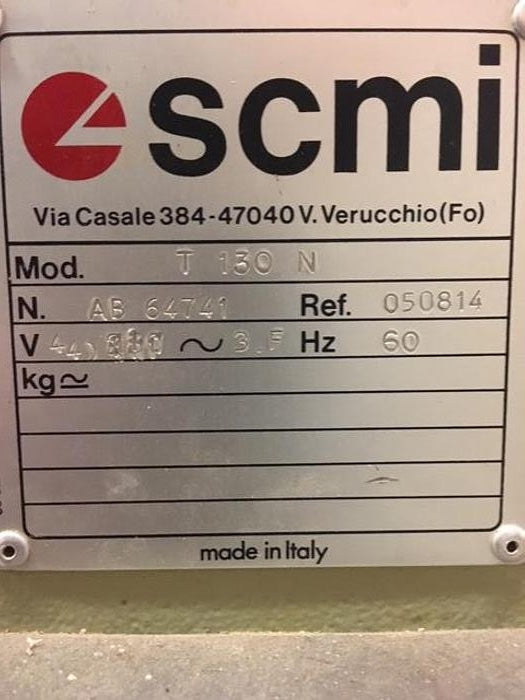 scmi
Via Casale 384-47040 V. Verucchio (Fo)
Mod. T 130 N
N. AB 64741 Ref. 050814
V ~ 3.F Hz 60
kg≃
made in Italy